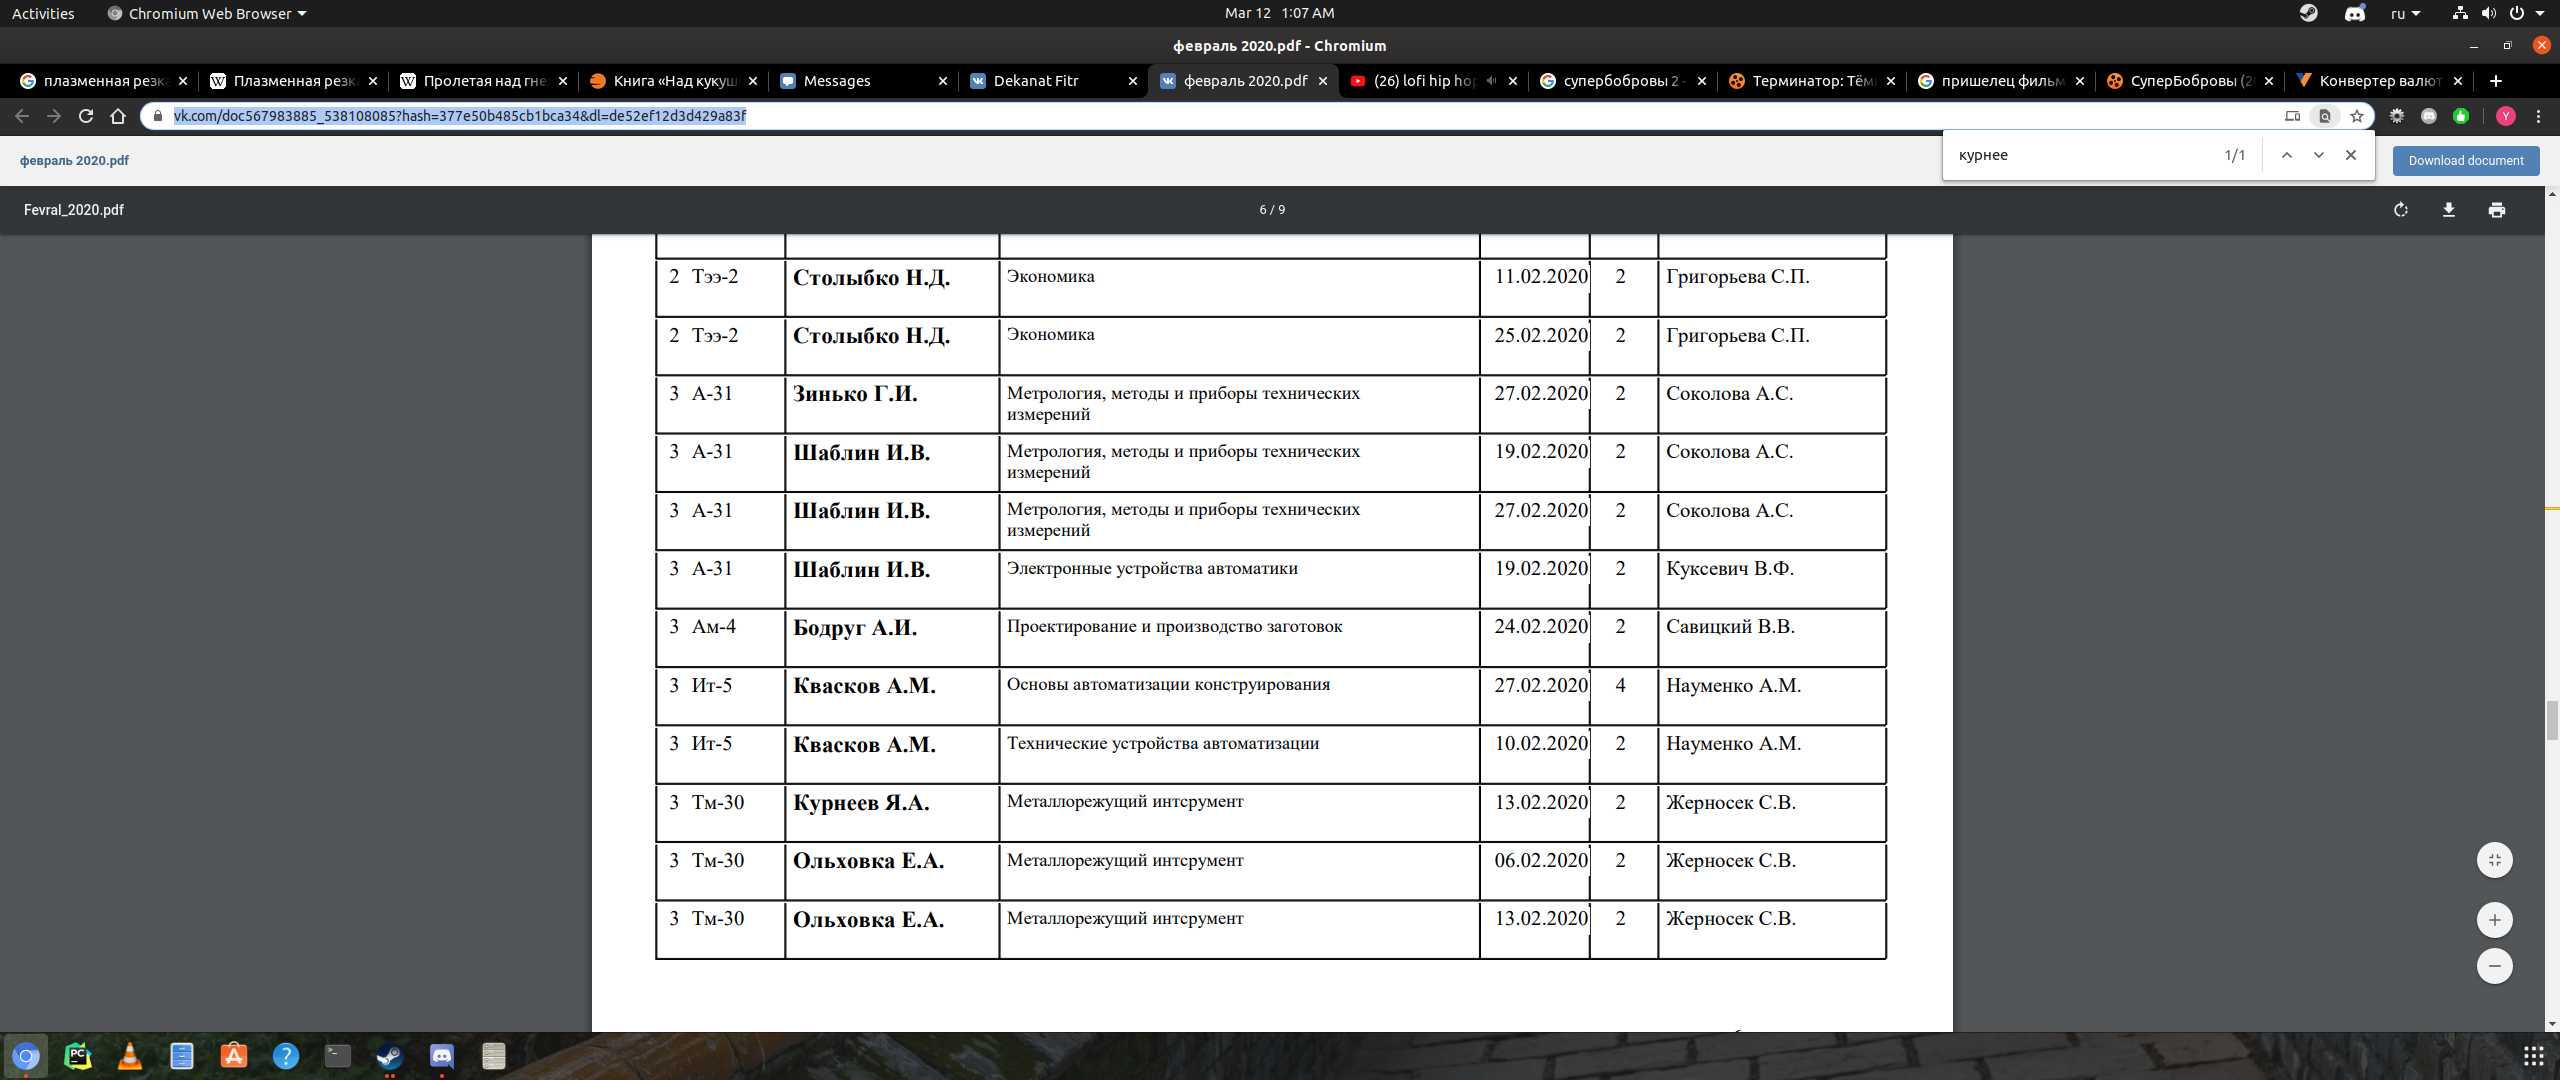 Activities Chromium Web Browser Mar 12 1:07 AM ru
февраль 2020.pdf - Chromium
плазменная резка Плазменная резк Пролетая над гне Книга «Над кукуш Messages Dekanat Fitr февраль 2020.pdf (26) lofi hip hop супербобровы 2 - Терминатор: Тём пришелец фильм СуперБобровы (2 Конвертер валют
vk.com/doc567983885_538108085?hash=377e50b485cb1bca34&dl=de52ef12d3d429a83f
курнее 1/1
февраль 2020.pdf Download document
Fevral_2020.pdf 6 / 9
2 Тээ-2 Столыбко Н.Д. Экономика 11.02.2020 2 Григорьева С.П.
2 Тээ-2 Столыбко Н.Д. Экономика 25.02.2020 2 Григорьева С.П.
3 А-31 Зинько Г.И. Метрология, методы и приборы технических 27.02.2020 2 Соколова А.С.
измерений
3 А-31 Шаблин И.В. Метрология, методы и приборы технических 19.02.2020 2 Соколова А.С.
измерений
3 А-31 Шаблин И.В. Метрология, методы и приборы технических 27.02.2020 2 Соколова А.С.
измерений
3 А-31 Шаблин И.В. Электронные устройства автоматики 19.02.2020 2 Куксевич В.Ф.
3 Ам-4 Бодруг А.И. Проектирование и производство заготовок 24.02.2020 2 Савицкий В.В.
3 Ит-5 Квасков А.М. Основы автоматизации конструирования 27.02.2020 4 Науменко А.М.
3 Ит-5 Квасков А.М. Технические устройства автоматизации 10.02.2020 2 Науменко А.М.
3 Тм-30 Курнеев Я.А. Металлорежущий интсрумент 13.02.2020 2 Жерносек С.В.
3 Тм-30 Ольховка Е.А. Металлорежущий интсрумент 06.02.2020 2 Жерносек С.В.
3 Тм-30 Ольховка Е.А. Металлорежущий интсрумент 13.02.2020 2 Жерносек С.В.